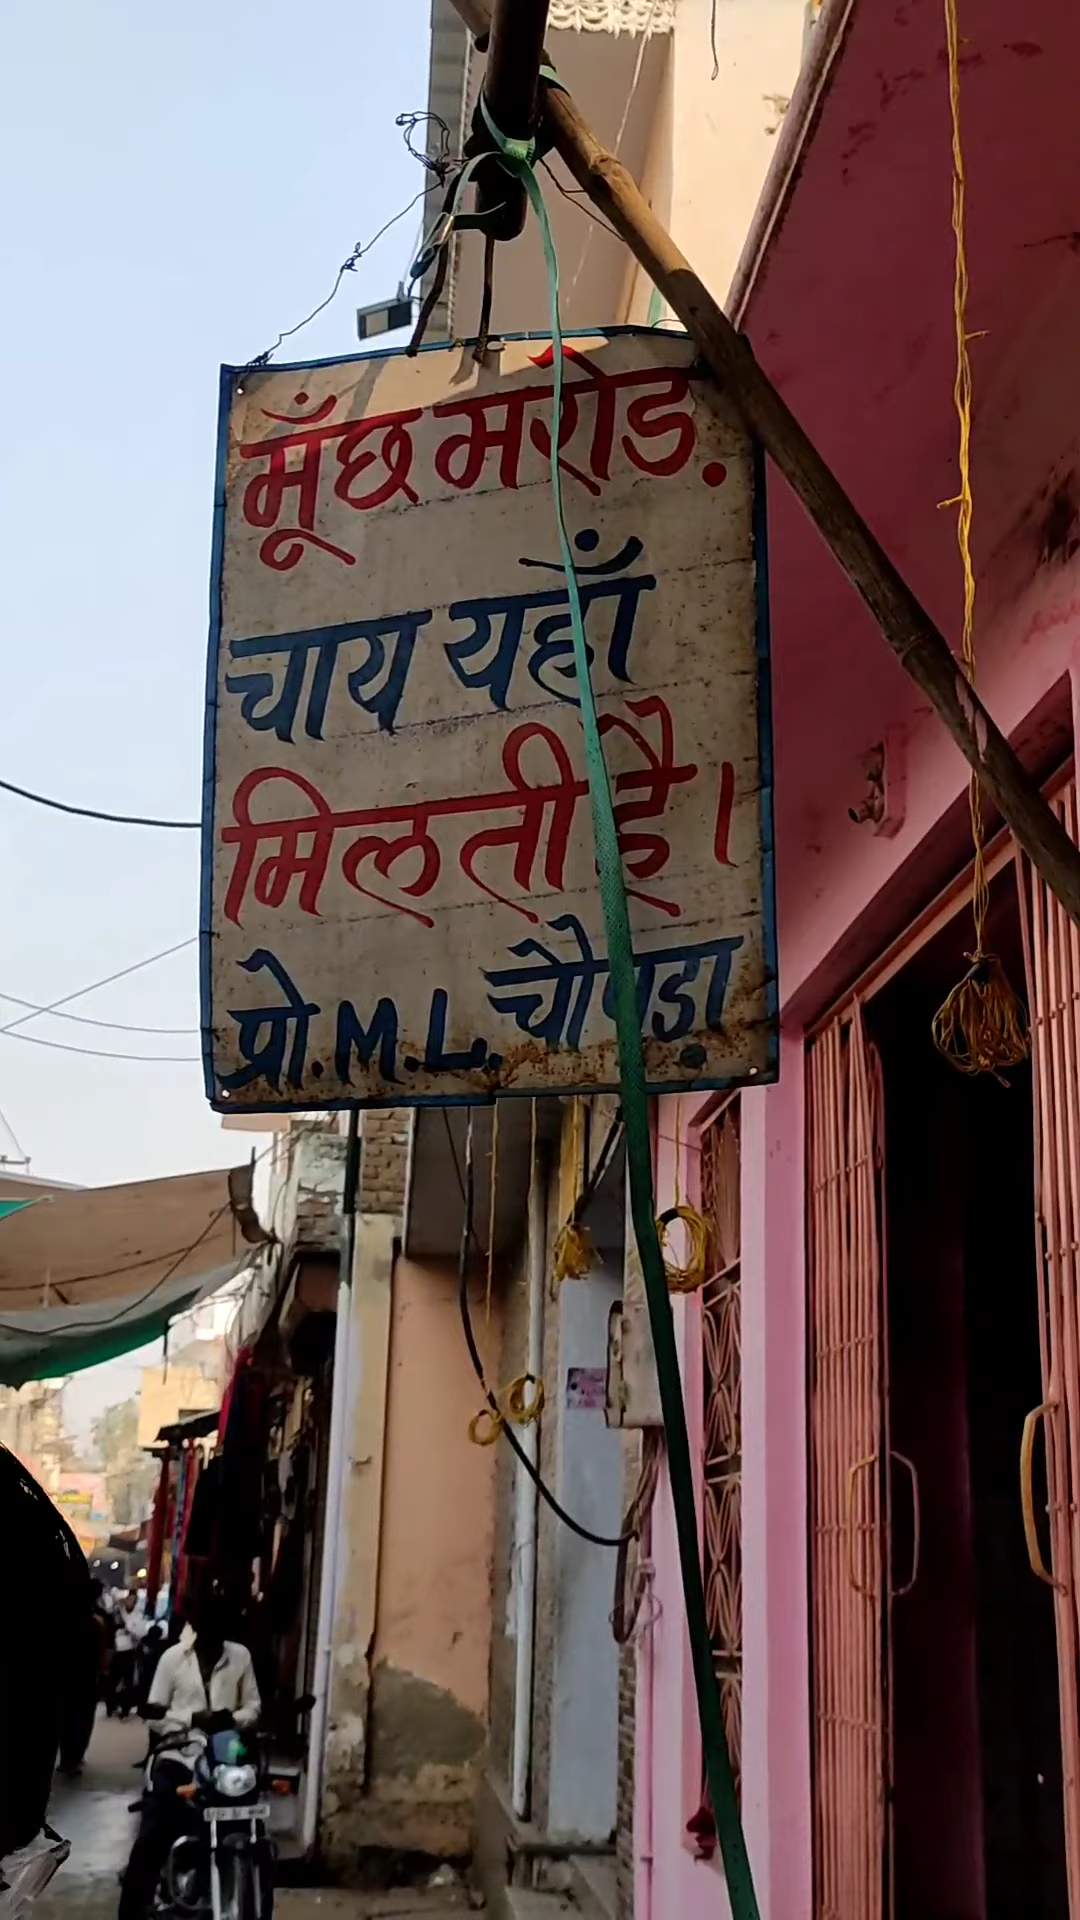 मूँछ मरोड.
चाय यहाँ
मिलती है।
प्रो. M.L. चौपडा